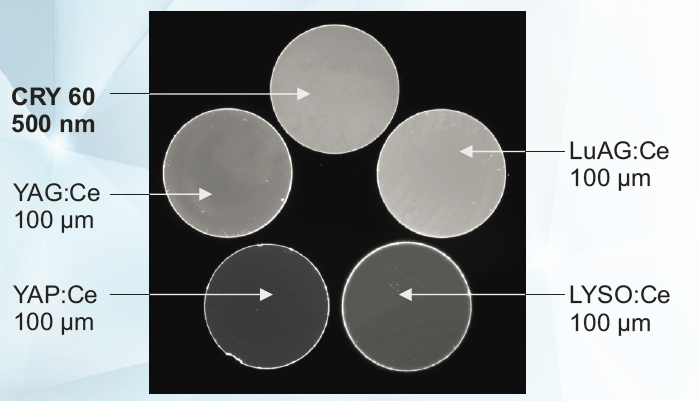 CRY 60
500 nm
YAG:Ce
100 µm
YAP:Ce
100 µm
LuAG:Ce
100 µm
LYSO:Ce
100 µm